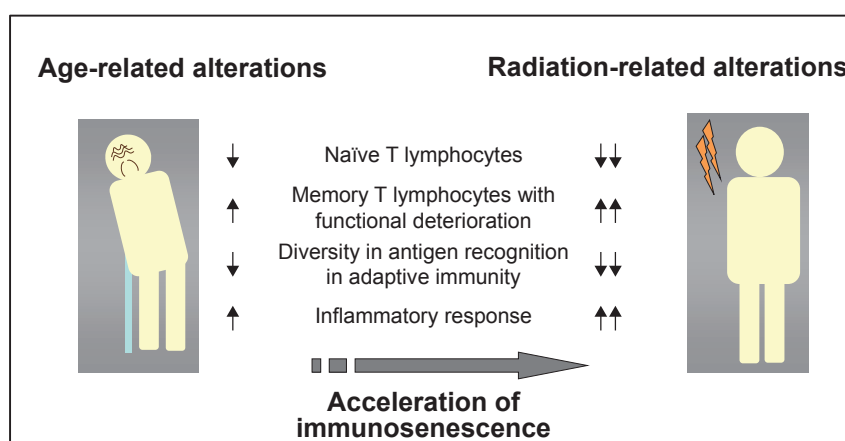 Age-related alterations
Radiation-related alterations
↓ Naïve T lymphocytes ↓↓
Memory T lymphocytes with
↑ functional deterioration ↑↑
Diversity in antigen recognition
↓ in adaptive immunity ↓↓
↑ Inflammatory response ↑↑
Acceleration of
immunosenescence